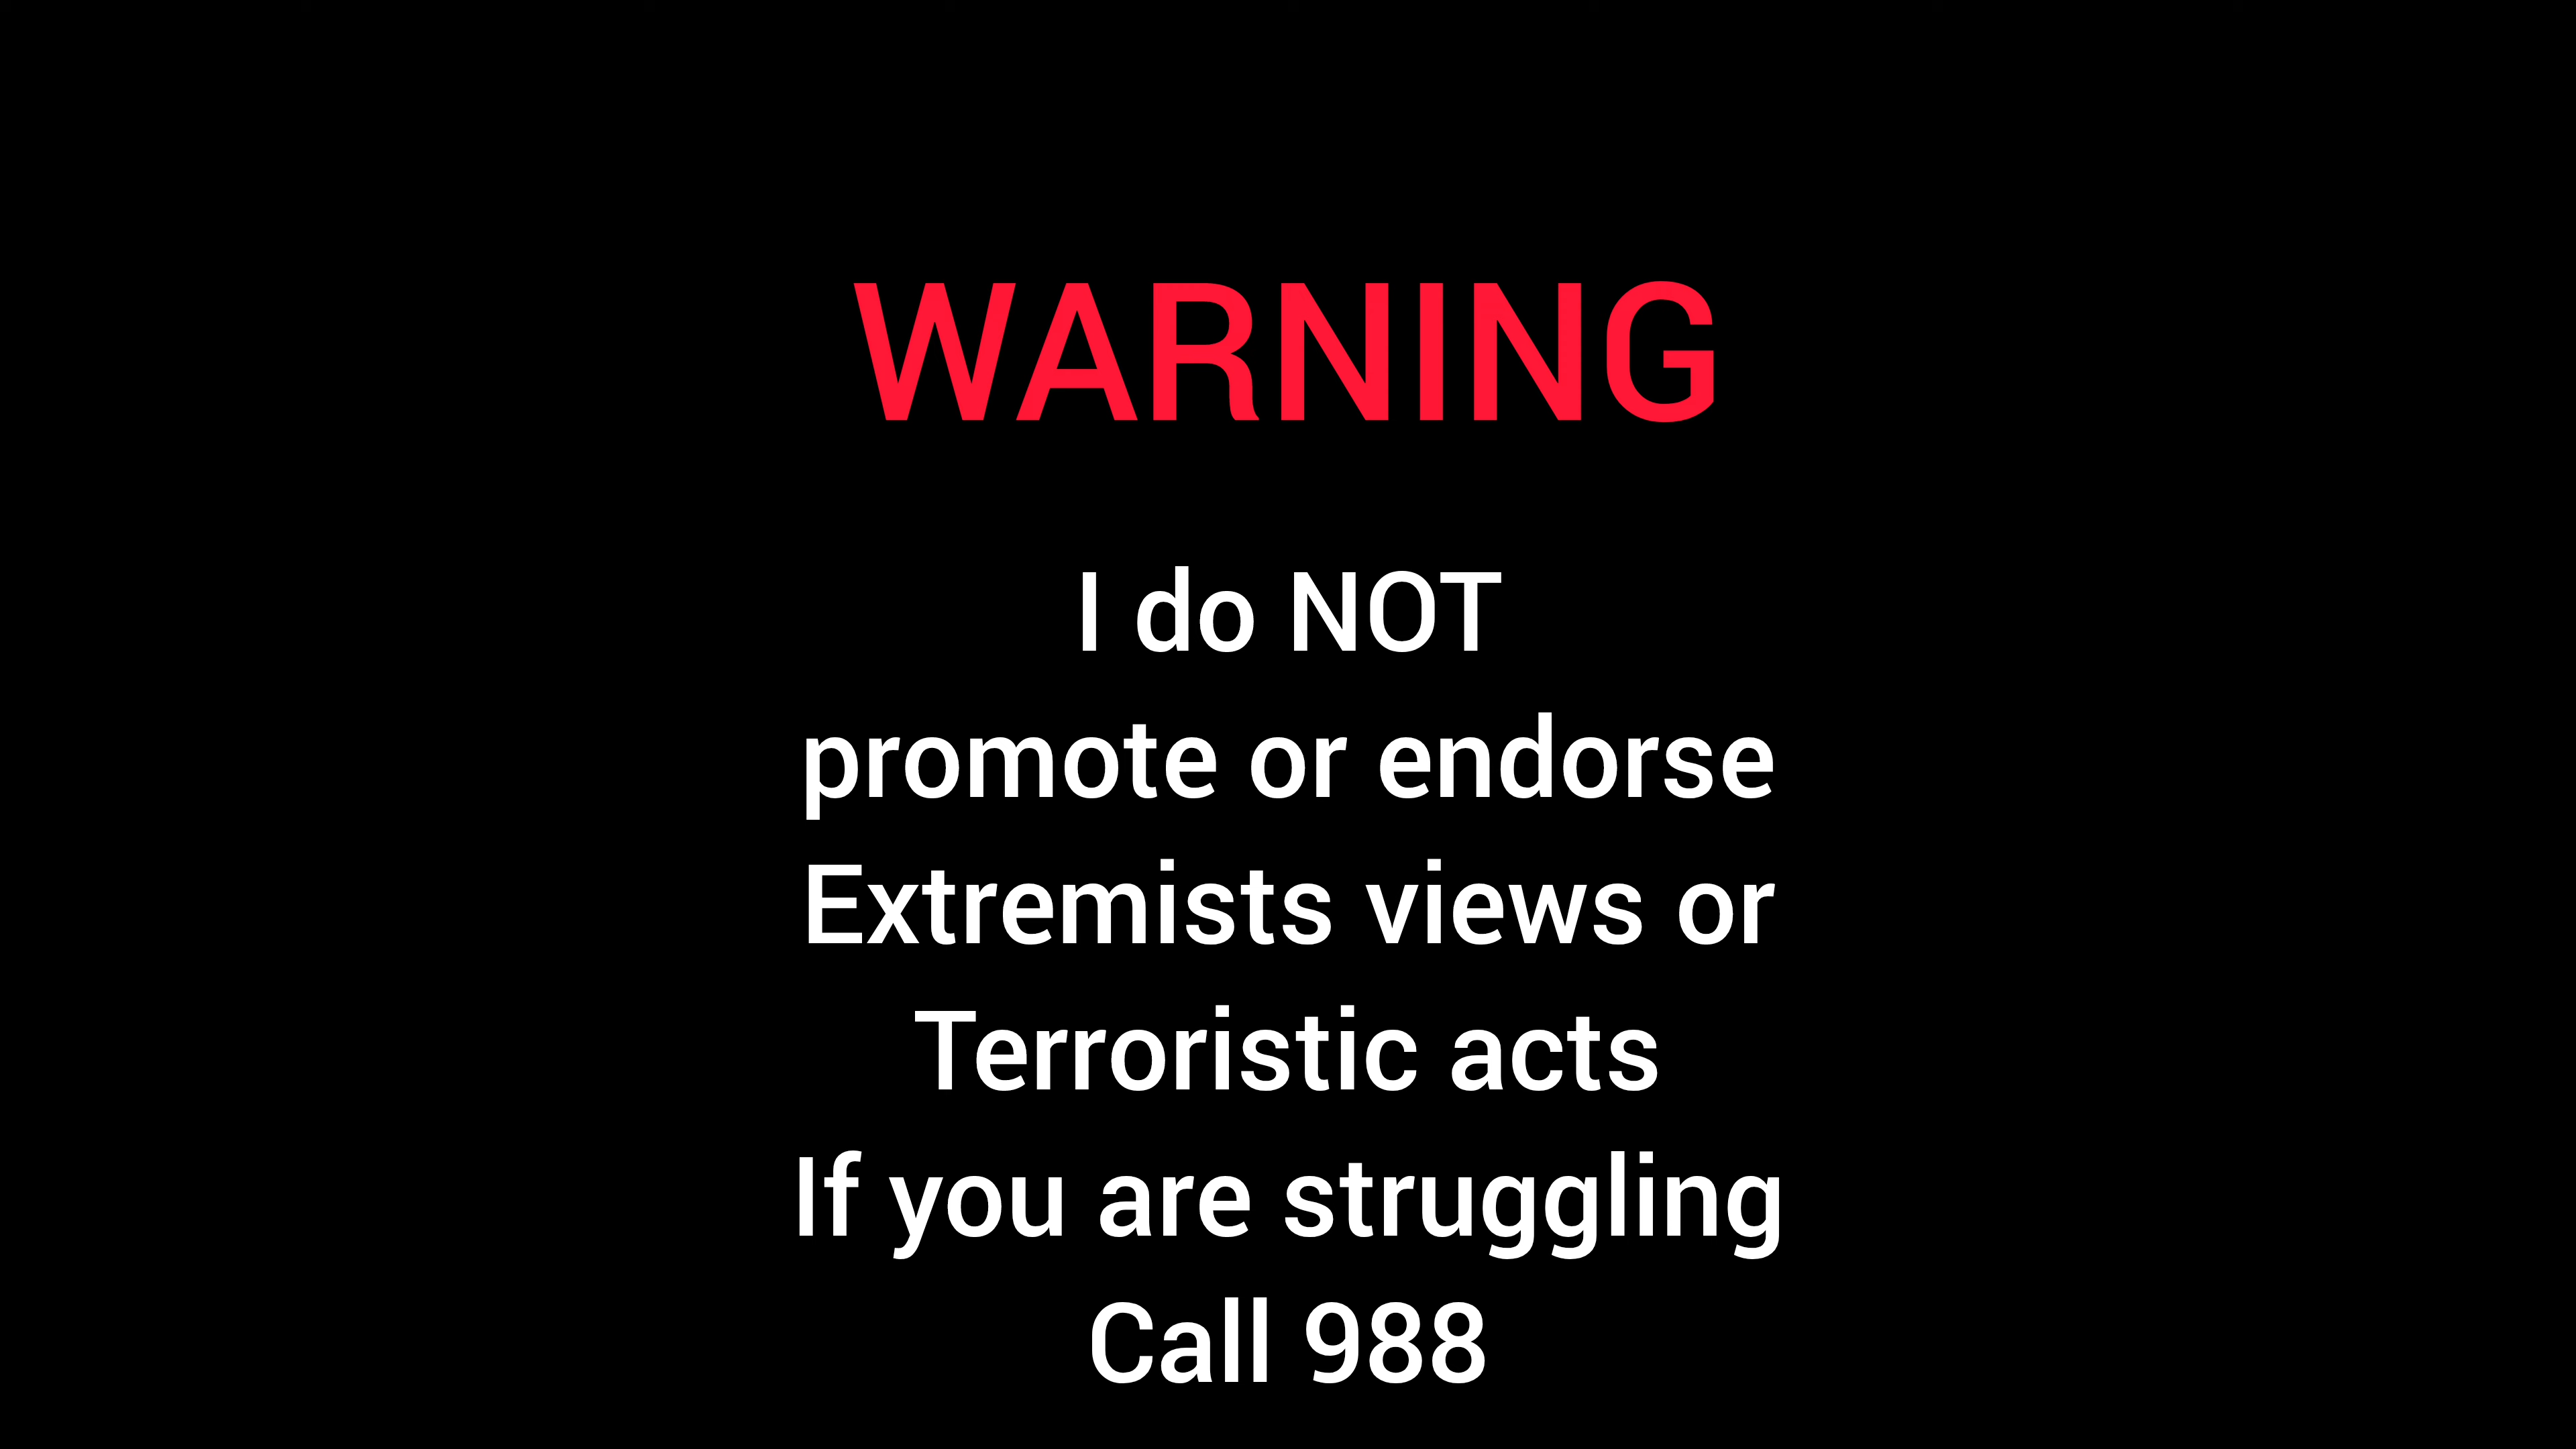 WARNING
I do NOT
promote or endorse
Extremists views or
Terroristic acts
If you are struggling
Call 988